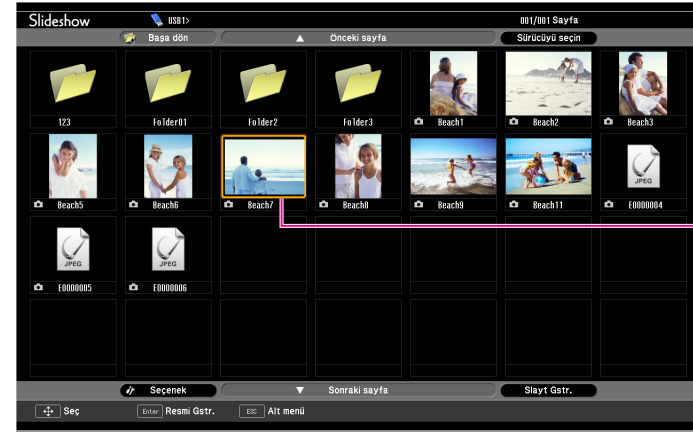 Slideshow USB1> 001/001 Sayfa
Başa dön ▲ Önceki sayfa Sürücüyü seçin
123 Folder01 Folder2 Folder3 Beach1 Beach2 Beach3
JPEG
Beach5 Beach6 Beach7 Beach8 Beach9 Beach11 E0000004
JPEG JPEG
E0000005 E0000006
Seçenek ▼ Sonraki sayfa Slayt Gstr.
Seç Enter Resmi Gstr. ESC Alt menü